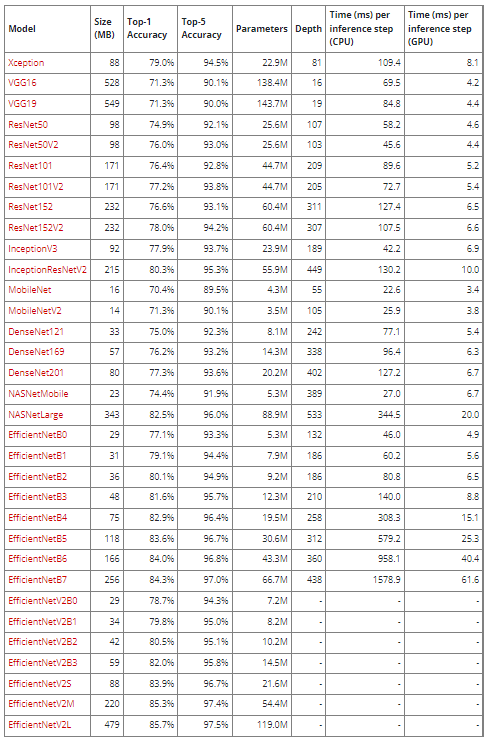 Model Size (MB) Top-1 Accuracy Top-5 Accuracy Parameters Depth Time (ms) per inference step (CPU) Time (ms) per inference step (GPU)
Xception 88 79.0% 94.5% 22.9M 81 109.4 8.1
VGG16 528 71.3% 90.1% 138.4M 16 69.5 4.2
VGG19 549 71.3% 90.0% 143.7M 19 84.8 4.4
ResNet50 98 74.9% 92.1% 25.6M 107 58.2 4.6
ResNet50V2 98 76.0% 93.0% 25.6M 103 45.6 4.4
ResNet101 171 76.4% 92.8% 44.7M 209 89.6 5.2
ResNet101V2 171 77.2% 93.8% 44.7M 205 72.7 5.4
ResNet152 232 76.6% 93.1% 60.4M 311 127.4 6.5
ResNet152V2 232 78.0% 94.2% 60.4M 307 107.5 6.6
InceptionV3 92 77.9% 93.7% 23.9M 189 42.2 6.9
InceptionResNetV2 215 80.3% 95.3% 55.9M 449 130.2 10.0
MobileNet 16 70.4% 89.5% 4.3M 55 22.6 3.4
MobileNetV2 14 71.3% 90.1% 3.5M 105 25.9 3.8
DenseNet121 33 75.0% 92.3% 8.1M 242 77.1 5.4
DenseNet169 57 76.2% 93.2% 14.3M 338 96.4 6.3
DenseNet201 80 77.3% 93.6% 20.2M 402 127.2 6.7
NASNetMobile 23 74.4% 91.9% 5.3M 389 27.0 6.7
NASNetLarge 343 82.5% 96.0% 88.9M 533 344.5 20.0
EfficientNetB0 29 77.1% 93.3% 5.3M 132 46.0 4.9
EfficientNetB1 31 79.1% 94.4% 7.9M 186 60.2 5.6
EfficientNetB2 36 80.1% 94.9% 9.2M 186 80.8 6.5
EfficientNetB3 48 81.6% 95.7% 12.3M 210 140.0 8.8
EfficientNetB4 75 82.9% 96.4% 19.5M 258 308.3 15.1
EfficientNetB5 118 83.6% 96.7% 30.6M 312 579.2 25.3
EfficientNetB6 166 84.0% 96.8% 43.3M 360 958.1 40.4
EfficientNetB7 256 84.3% 97.0% 66.7M 438 1578.9 61.6
EfficientNetV2B0 29 78.7% 94.3% 7.2M - - -
EfficientNetV2B1 34 79.8% 95.0% 8.2M - - -
EfficientNetV2B2 42 80.5% 95.1% 10.2M - - -
EfficientNetV2B3 59 82.0% 95.8% 14.5M - - -
EfficientNetV2S 88 83.9% 96.7% 21.6M - - -
EfficientNetV2M 220 85.3% 97.4% 54.4M - - -
EfficientNetV2L 479 85.7% 97.5% 119.0M - - -